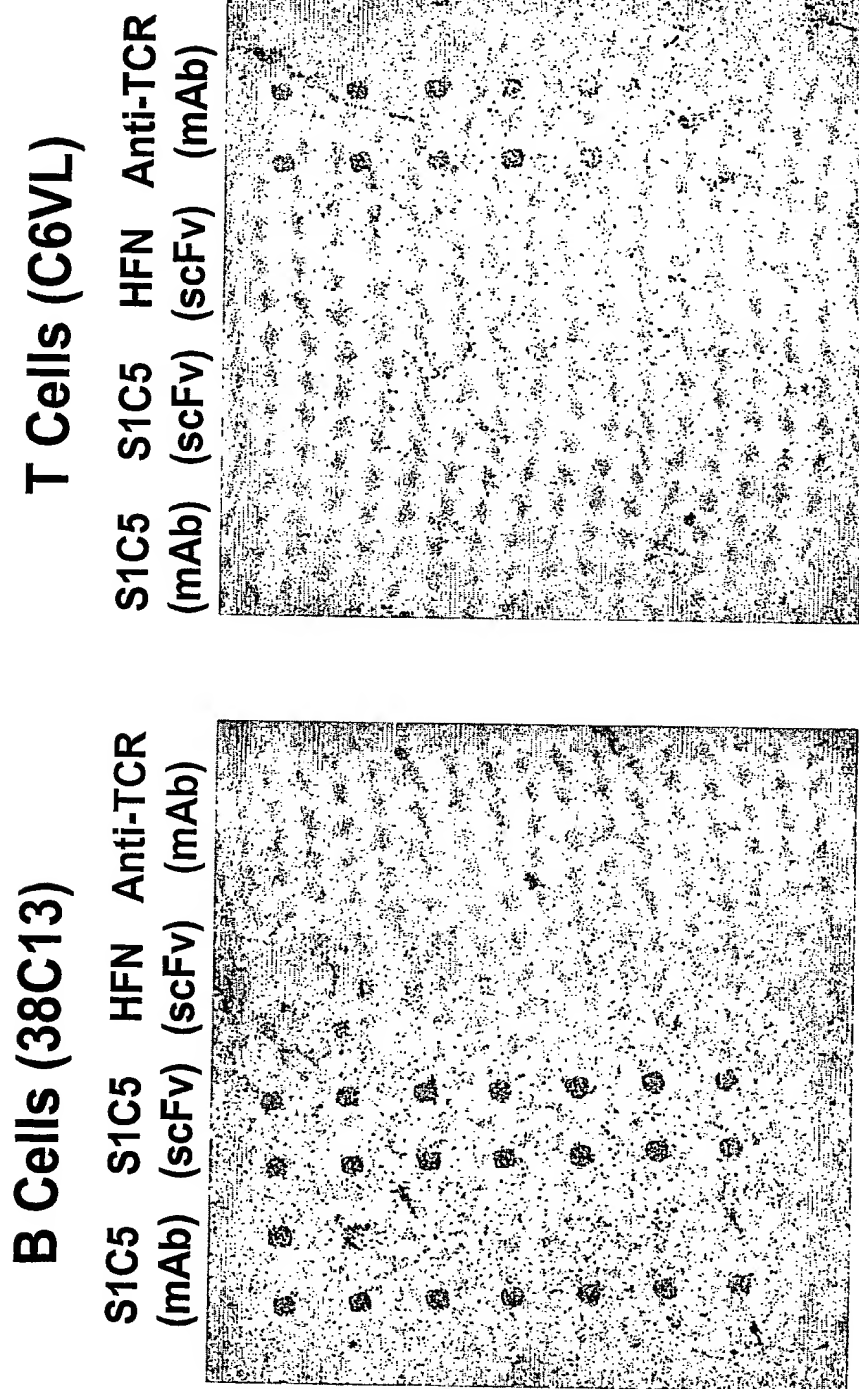 B Cells (38C13)
S1C5 S1C5 HFN Anti-TCR
(mAb) (scFv) (scFv) (mAb)
T Cells (C6VL)
S1C5 S1C5 HFN Anti-TCR
(mAb) (scFv) (scFv) (mAb)